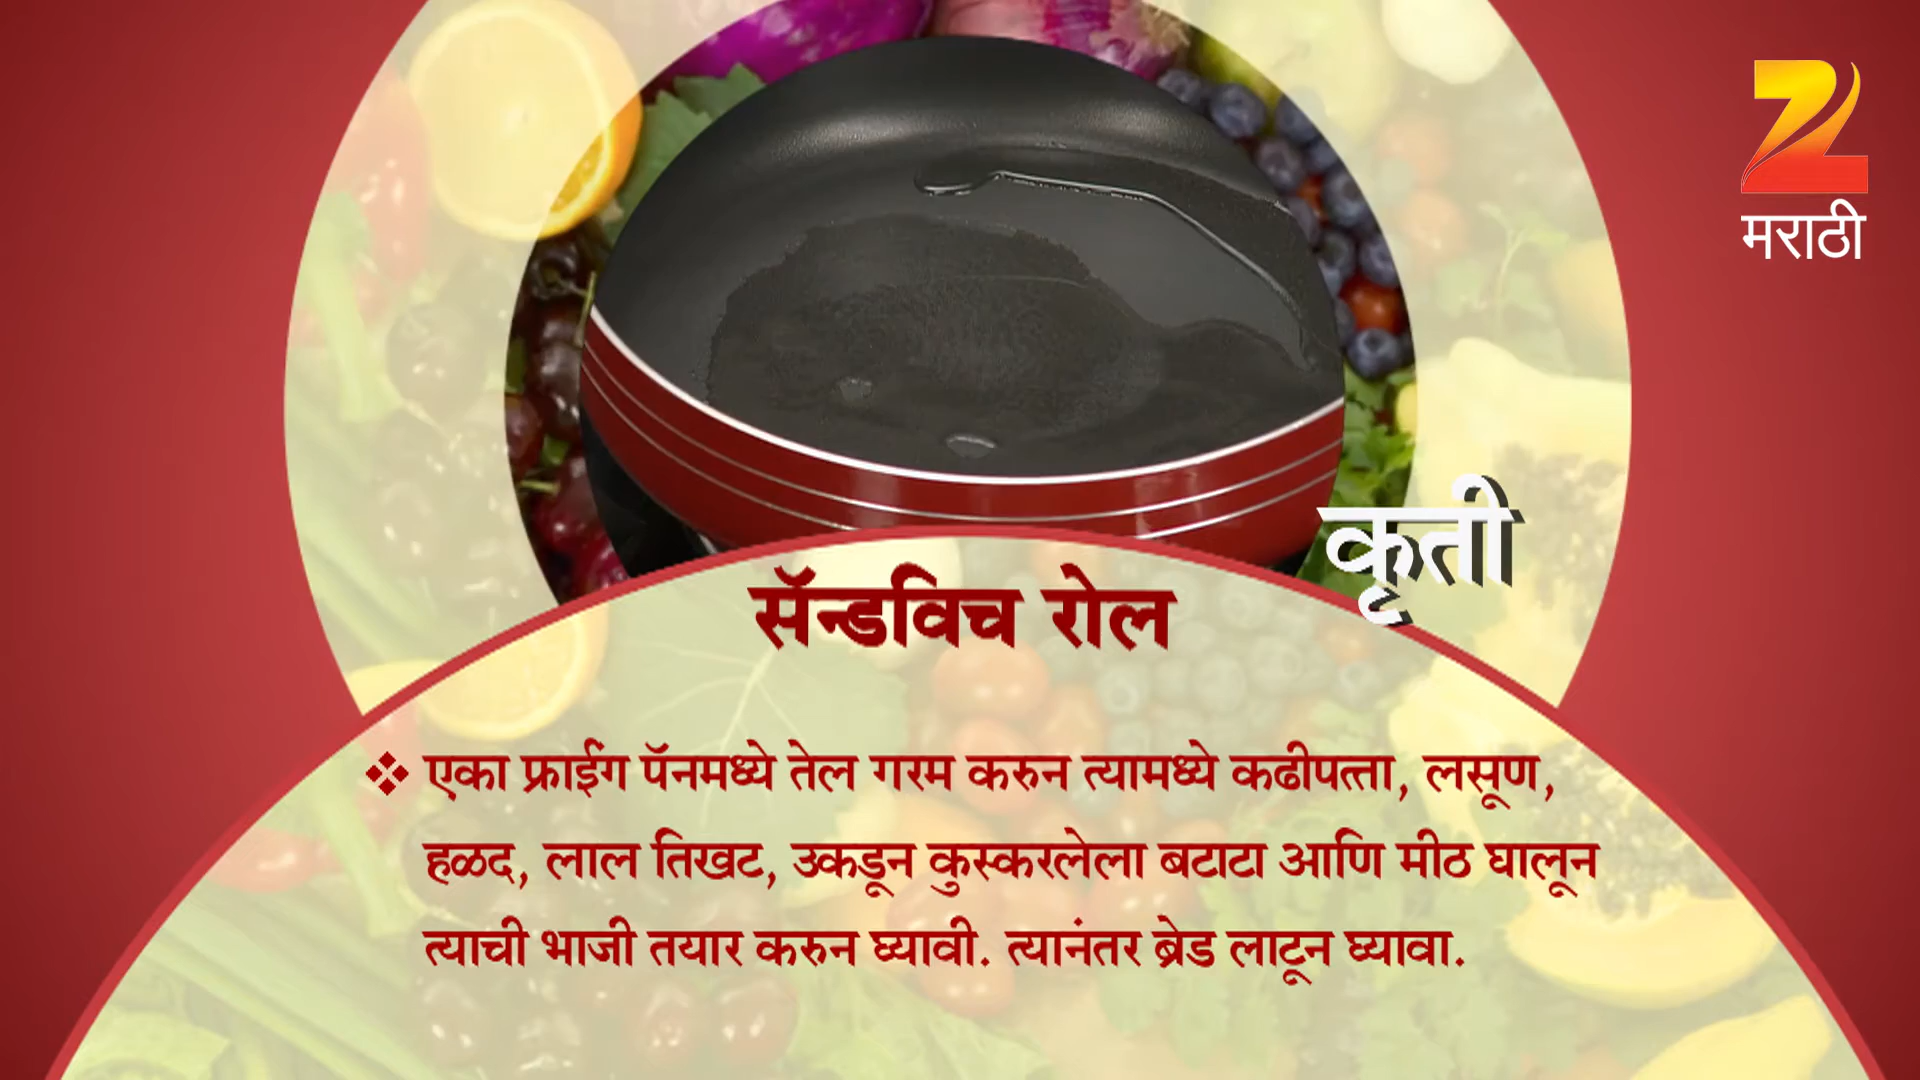 मराठी
कृती
सॅन्डविच रोल
❖ एका फ्राईंग पॅनमध्ये तेल गरम करुन त्यामध्ये कढीपत्ता, लसूण,
हळद, लाल तिखट, उकडून कुस्करलेला बटाटा आणि मीठ घालून
त्याची भाजी तयार करुन घ्यावी. त्यानंतर ब्रेड लाटून घ्यावा.